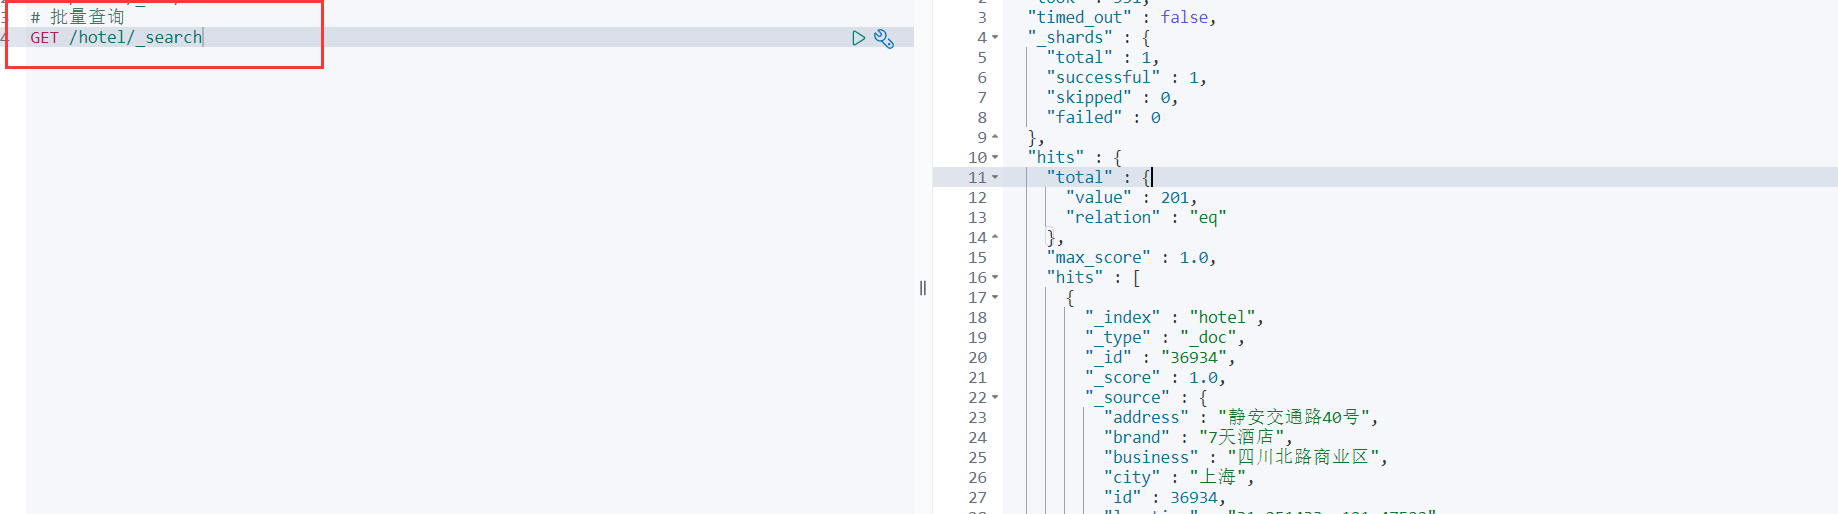 3
# 批量查询
4
GET /hotel/_search
3 "timed_out" : false,
4 "_shards" : {
5 "total" : 1,
6 "successful" : 1,
7 "skipped" : 0,
8 "failed" : 0
9 },
10 "hits" : {
11 "total" : {
12 "value" : 201,
13 "relation" : "eq"
14 },
15 "max_score" : 1.0,
16 "hits" : [
17 {
18 "_index" : "hotel",
19 "_type" : "_doc",
20 "_id" : "36934",
21 "_score" : 1.0,
22 "_source" : {
23 "address" : "静安交通路40号",
24 "brand" : "7天酒店",
25 "business" : "四川北路商业区",
26 "city" : "上海",
27 "id" : 36934,